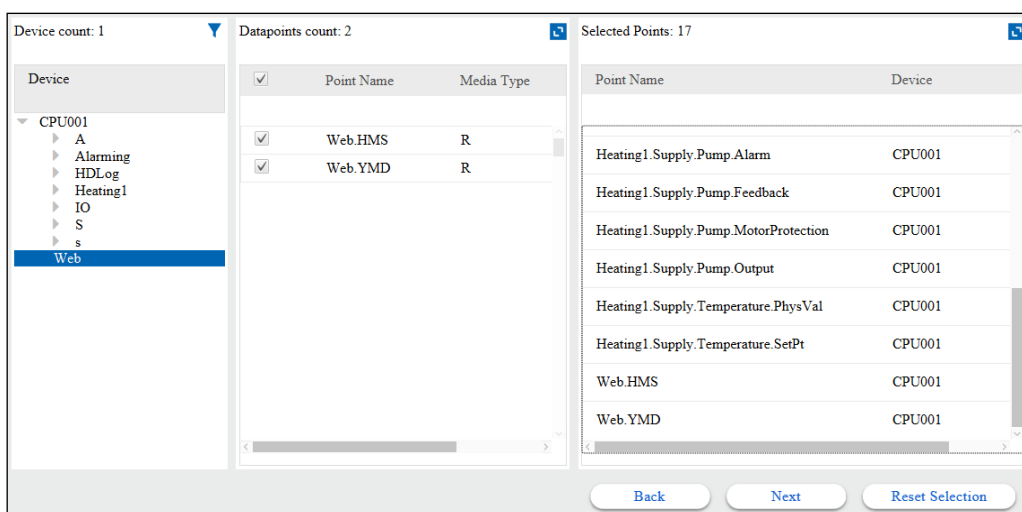 Device count: 1
Device
CPU001
A
Alarming
HDLog
Heating1
IO
S
s
Web
Datapoints count: 2
Point Name Media Type
Web.HMS R
Web.YMD R
Selected Points: 17
Point Name Device
Heating1.Supply.Pump.Alarm CPU001
Heating1.Supply.Pump.Feedback CPU001
Heating1.Supply.Pump.MotorProtection CPU001
Heating1.Supply.Pump.Output CPU001
Heating1.Supply.Temperature.PhysVal CPU001
Heating1.Supply.Temperature.SetPt CPU001
Web.HMS CPU001
Web.YMD CPU001
Back Next Reset Selection